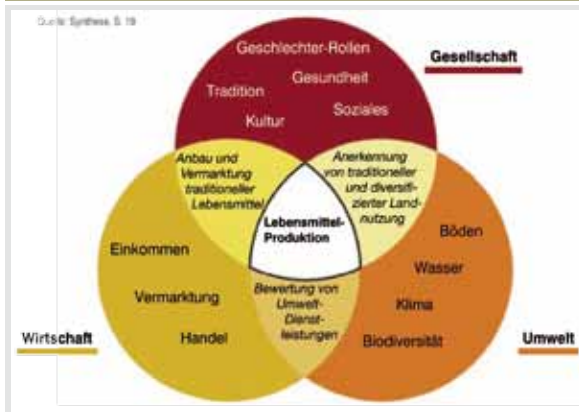 Quelle: Synthese, S. 19
Geschlechter-Rollen
Gesellschaft
Gesundheit
Tradition
Soziales
Kultur
Anbau und
Vermarktung
traditioneller
Lebensmittel
Anerkennung
von traditioneller
und diversifi-
zierter Land-
nutzung
Lebensmittel-
Produktion
Einkommen
Vermarktung
Handel
Wirtschaft
Bewertung von
Umwelt-
Dienst-
leistungen
Böden
Wasser
Klima
Biodiversität
Umwelt